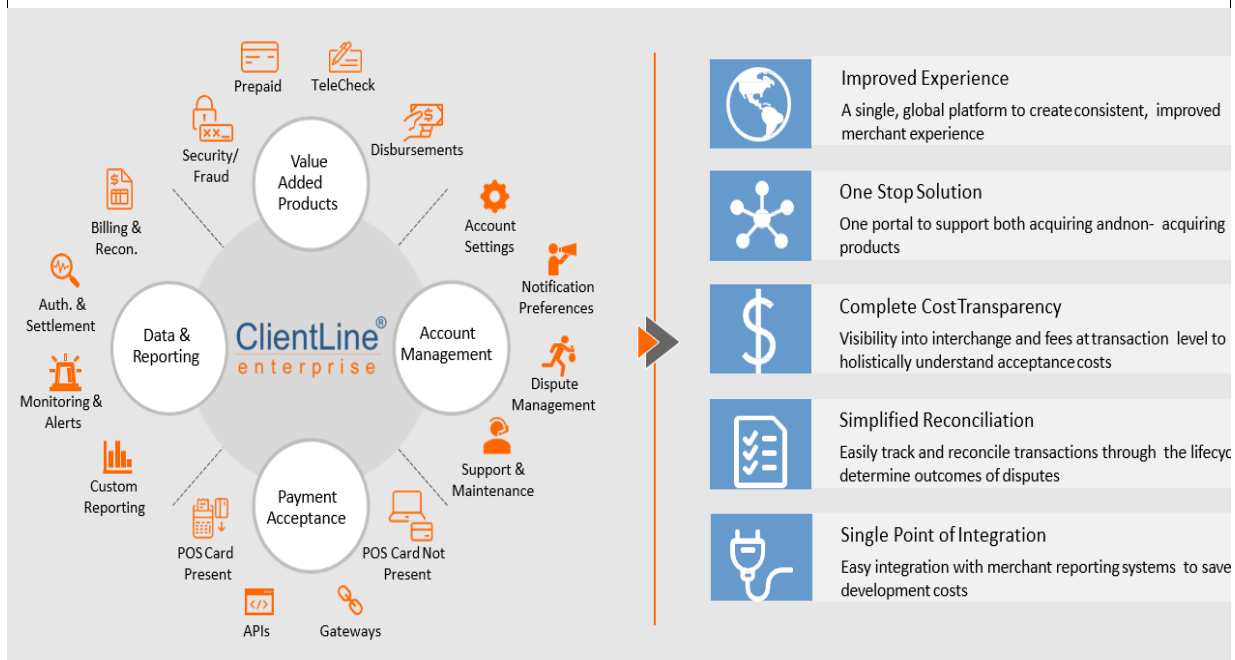 Prepaid
TeleCheck
Security/
Fraud
Disbursements
Value
Added
Products
Billing &
Recon.
Account
Settings
Auth. &
Settlement
Notification
Preferences
Data &
Reporting
ClientLine®
enterprise
Account
Management
Monitoring &
Alerts
Dispute
Management
Custom
Reporting
Support &
Maintenance
Payment
Acceptance
POS Card
Present
POS Card Not
Present
APIs
Gateways
Improved Experience
A single, global platform to create consistent, improved
merchant experience
One Stop Solution
One portal to support both acquiring andnon- acquiring
products
Complete Cost Transparency
Visibility into interchange and fees at transaction level to
holistically understand acceptance costs
Simplified Reconciliation
Easily track and reconcile transactions through the lifecyc
determine outcomes of disputes
Single Point of Integration
Easy integration with merchant reporting systems to save
development costs